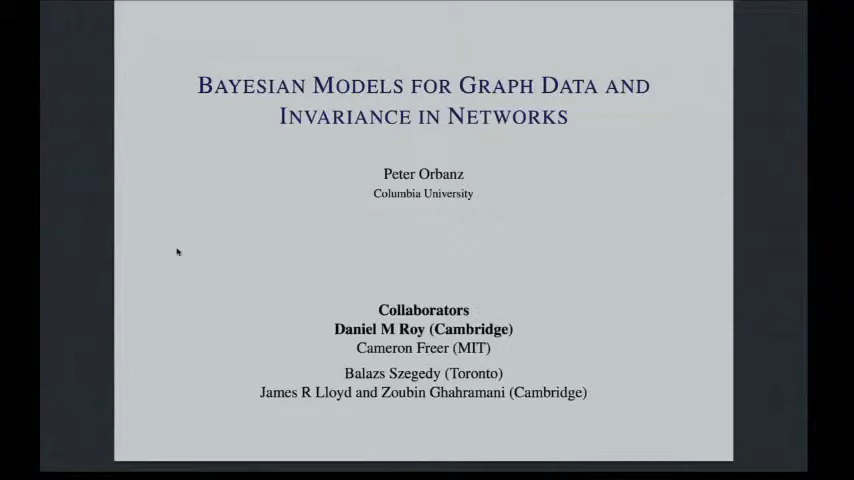 BAYESIAN MODELS FOR GRAPH DATA AND
INVARIANCE IN NETWORKS
Peter Orbanz
Columbia University
Collaborators
Daniel M Roy (Cambridge)
Cameron Freer (MIT)
Balazs Szegedy (Toronto)
James R Lloyd and Zoubin Ghahramani (Cambridge)